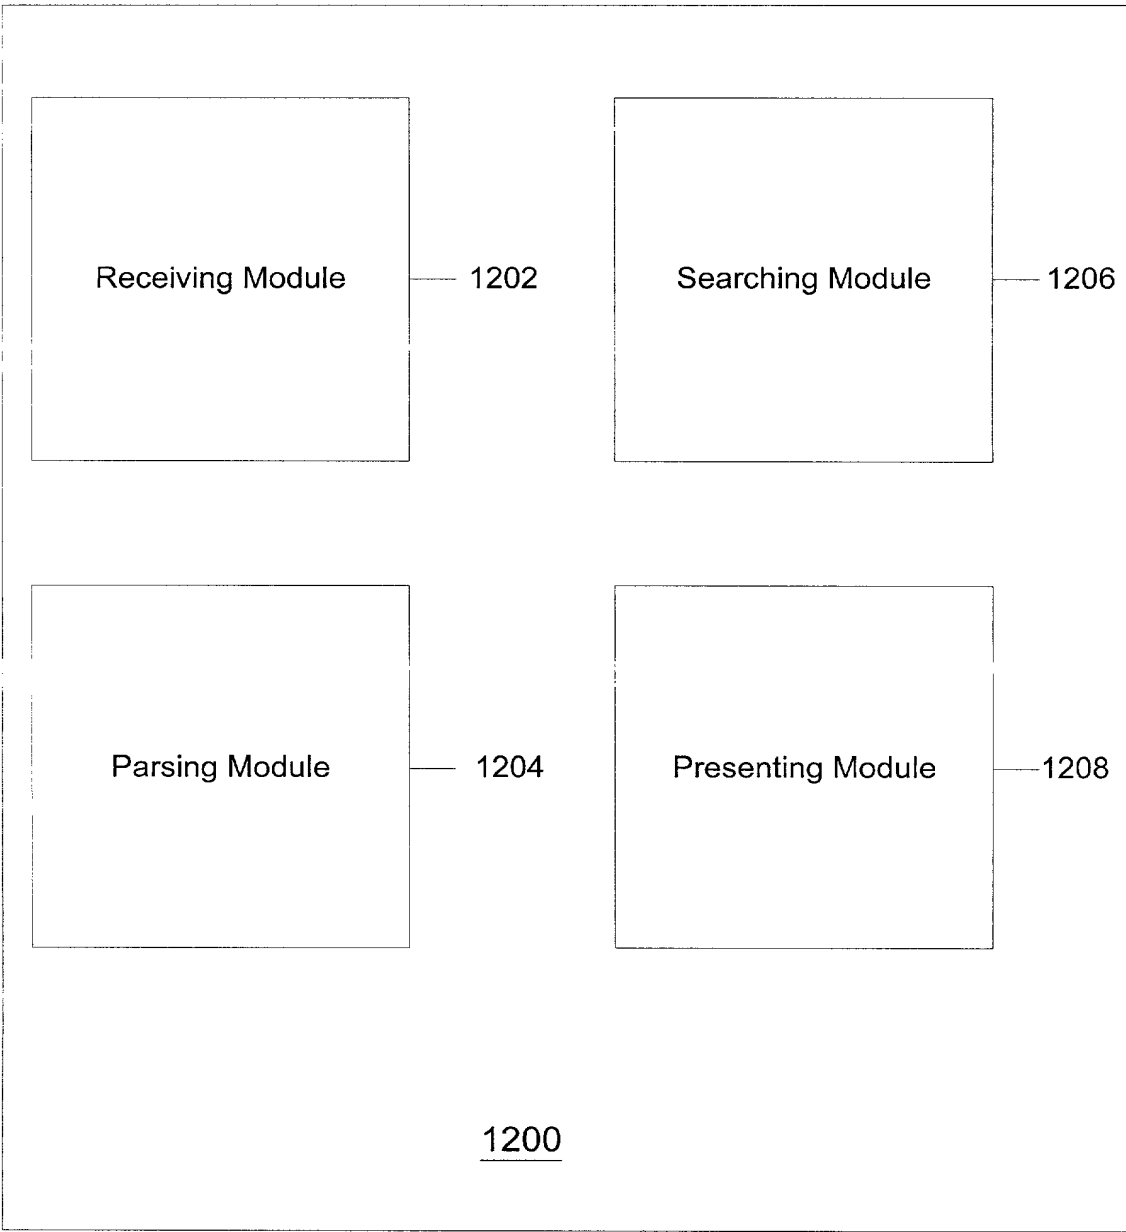 Receiving Module
1202
Searching Module
1206
Parsing Module
1204
Presenting Module
1208
1200